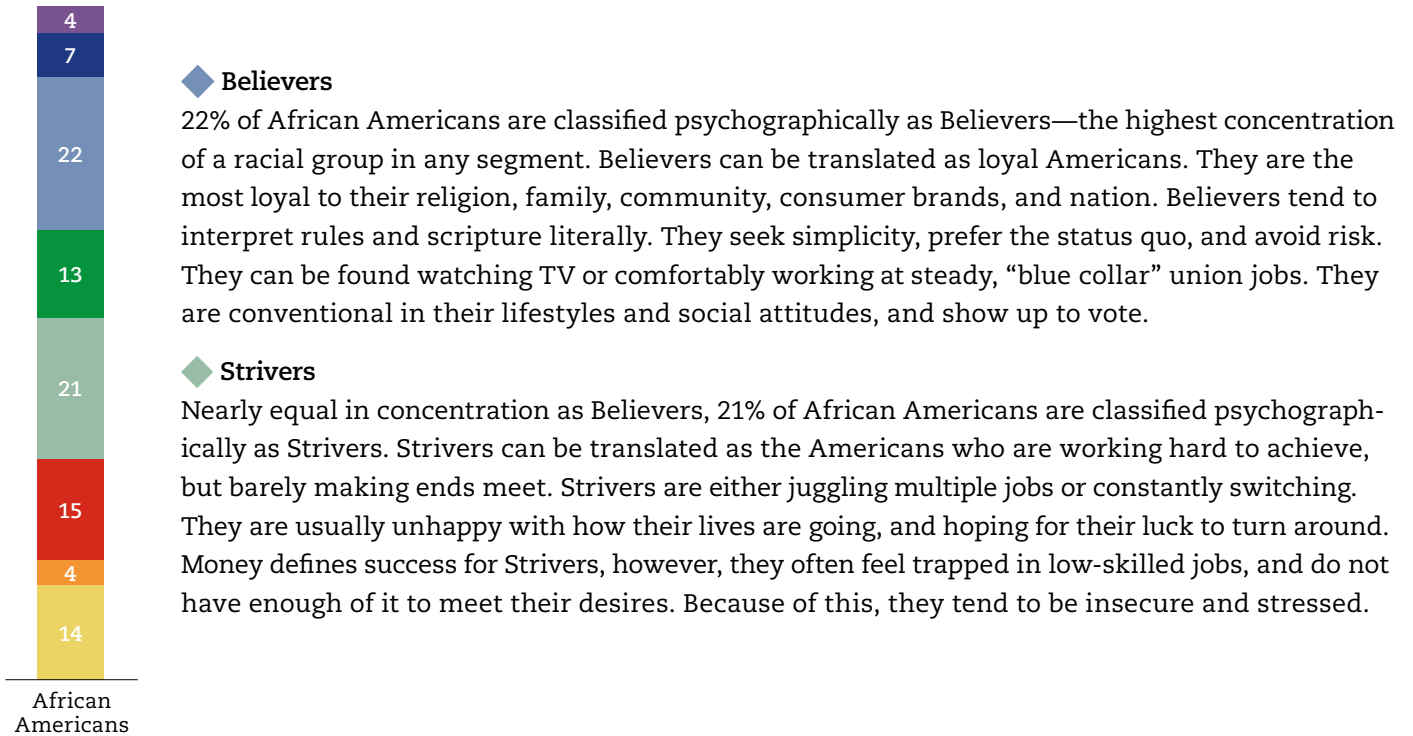 4
7
22
13
21
15
4
14
African
Americans
Believers
22% of African Americans are classified psychographically as Believers—the highest concentration
of a racial group in any segment. Believers can be translated as loyal Americans. They are the
most loyal to their religion, family, community, consumer brands, and nation. Believers tend to
interpret rules and scripture literally. They seek simplicity, prefer the status quo, and avoid risk.
They can be found watching TV or comfortably working at steady, “blue collar” union jobs. They
are conventional in their lifestyles and social attitudes, and show up to vote.
Strivers
Nearly equal in concentration as Believers, 21% of African Americans are classified psychograph-
ically as Strivers. Strivers can be translated as the Americans who are working hard to achieve,
but barely making ends meet. Strivers are either juggling multiple jobs or constantly switching.
They are usually unhappy with how their lives are going, and hoping for their luck to turn around.
Money defines success for Strivers, however, they often feel trapped in low-skilled jobs, and do not
have enough of it to meet their desires. Because of this, they tend to be insecure and stressed.